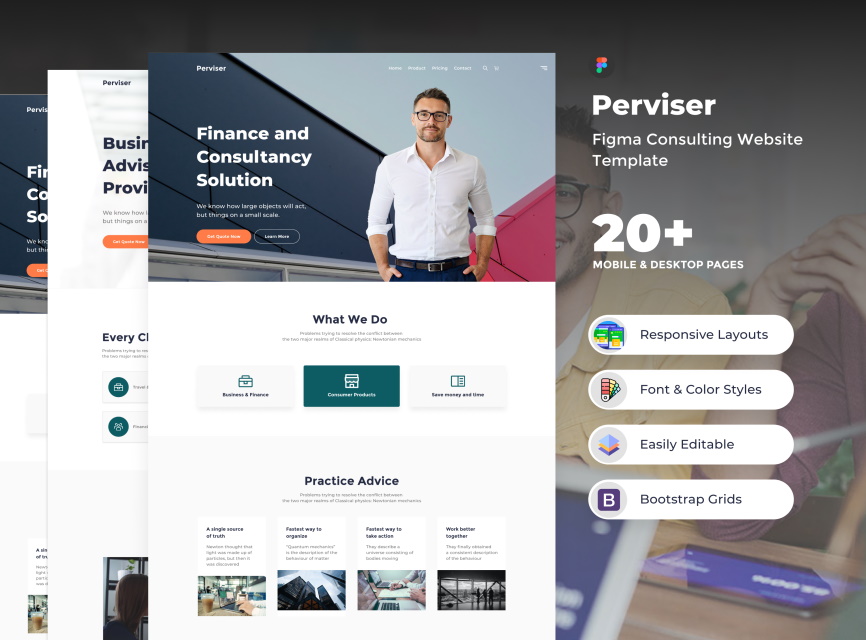 Pervis
Fin
Co
So
We kno
but thin
Get Q
A sin
of tru
Perviser
Busir
Advis
Provi
We know how l
but things on a
Get Quote Now
Every Cl
Problems trying to res
the two major realms
Travel
Financi
Perviser
Home
Product
Pricing
Contact
Finance and
Consultancy
Solution
We know how large objects will act,
but things on a small scale.
Get Quote Now
Learn More
What We Do
Problems trying to resolve the conflict between
the two major realms of Classical physics: Newtonian mechanics.
Business & Finance
Consumer Products
Save money and time
Practice Advice
Problems trying to resolve the conflict between
the two major realms of Classical physics: Newtonian mechanics.
A single source
of truth
Newton thought that
light was made up of
particles, but then it
was discovered
Fastest way to
organize
"Quantum mechanics"
is the description of the
behaviour of matter
Fastest way to
take action
They describe a
universe consisting of
bodies moving
Work better
together
They finally obtained
a consistent description
of the behaviour
Perviser
Figma Consulting Website
Template
20+
MOBILE & DESKTOP PAGES
Responsive Layouts
Font & Color Styles
Easily Editable
B
Bootstrap Grids